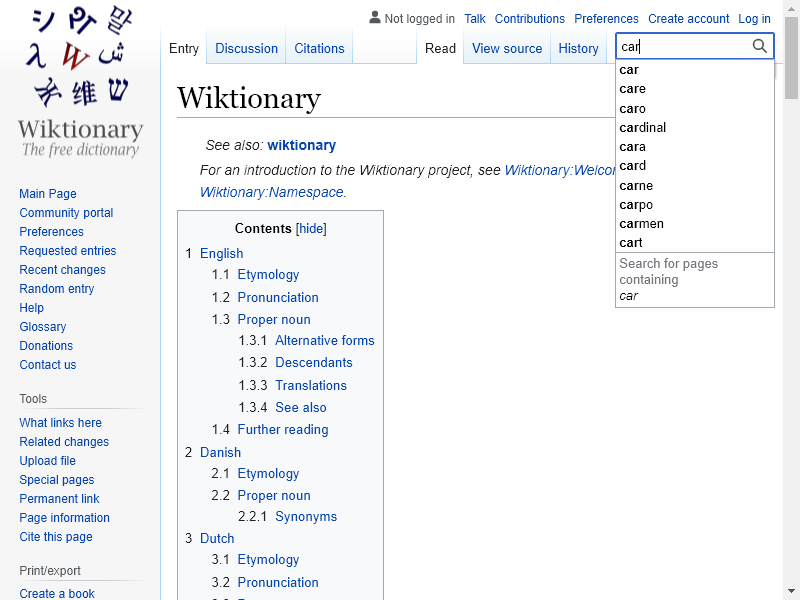 シ
Wiktionary
The free dictionary
Main Page
Community portal
Preferences
Requested entries
Recent changes
Random entry
Help
Glossary
Donations
Contact us
Tools
What links here
Related changes
Upload file
Special pages
Permanent link
Page information
Cite this page
Print/export
Create a book
Not logged in Talk Contributions Preferences Create account Log in
Entry Discussion Citations Read View source History
car
car
care
caro
cardinal
cara
card
carne
carpo
carmen
cart
Search for pages
containing
car
Wiktionary
See also: wiktionary
For an introduction to the Wiktionary project, see
Wiktionary:Namespace.
Contents [hide]
1 English
1.1 Etymology
1.2 Pronunciation
1.3 Proper noun
1.3.1 Alternative forms
1.3.2 Descendants
1.3.3 Translations
1.3.4 See also
1.4 Further reading
2 Danish
2.1 Etymology
2.2 Proper noun
2.2.1 Synonyms
3 Dutch
3.1 Etymology
3.2 Pronunciation